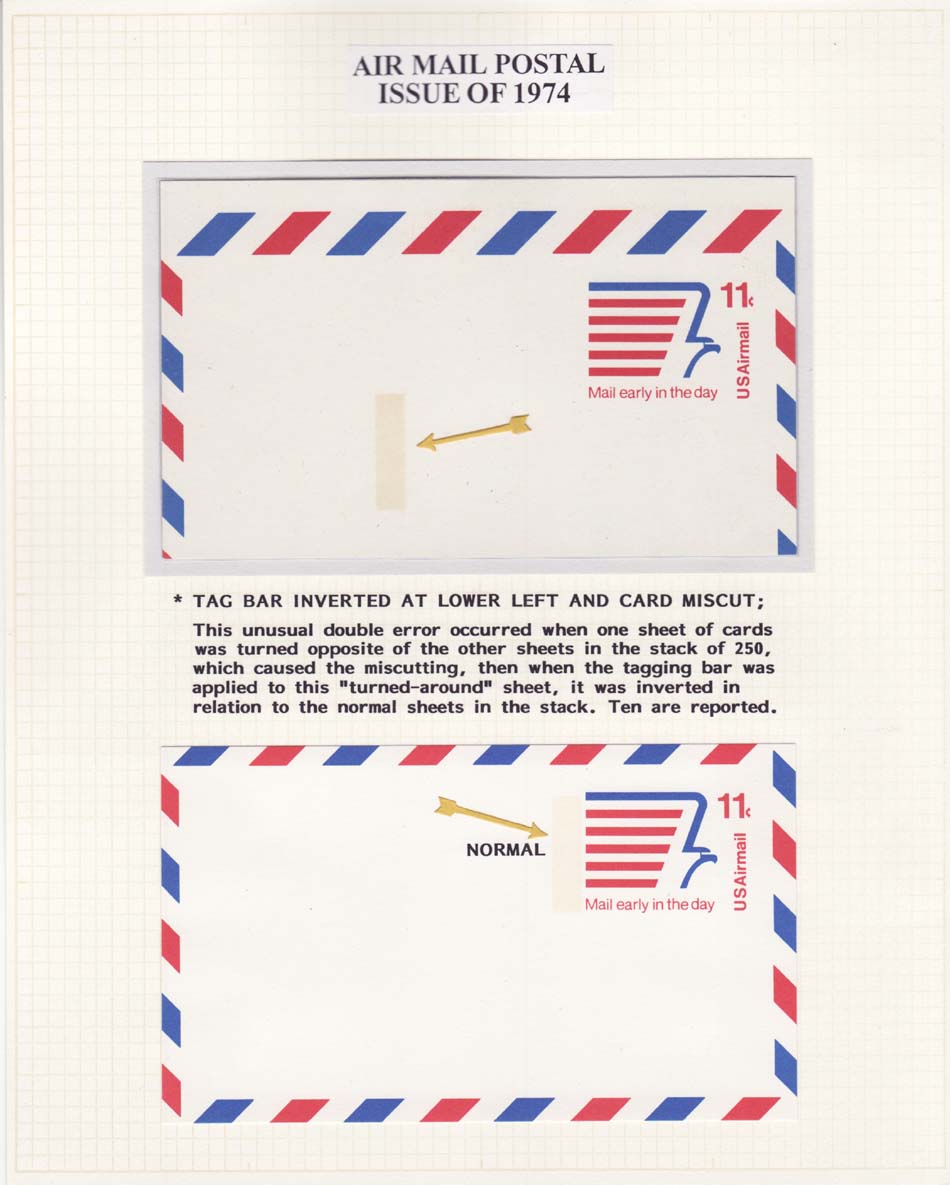 AIR MAIL POSTAL
ISSUE OF 1974
11¢
USAirmail
Mail early in the day
* TAG BAR INVERTED AT LOWER LEFT AND CARD MISCUT;
This unusual double error occurred when one sheet of cards
was turned opposite of the other sheets in the stack of 250,
which caused the miscutting, then when the tagging bar was
applied to this "turned-around" sheet, it was inverted in
relation to the normal sheets in the stack. Ten are reported.
11¢
NORMAL
USAirmail
Mail early in the day